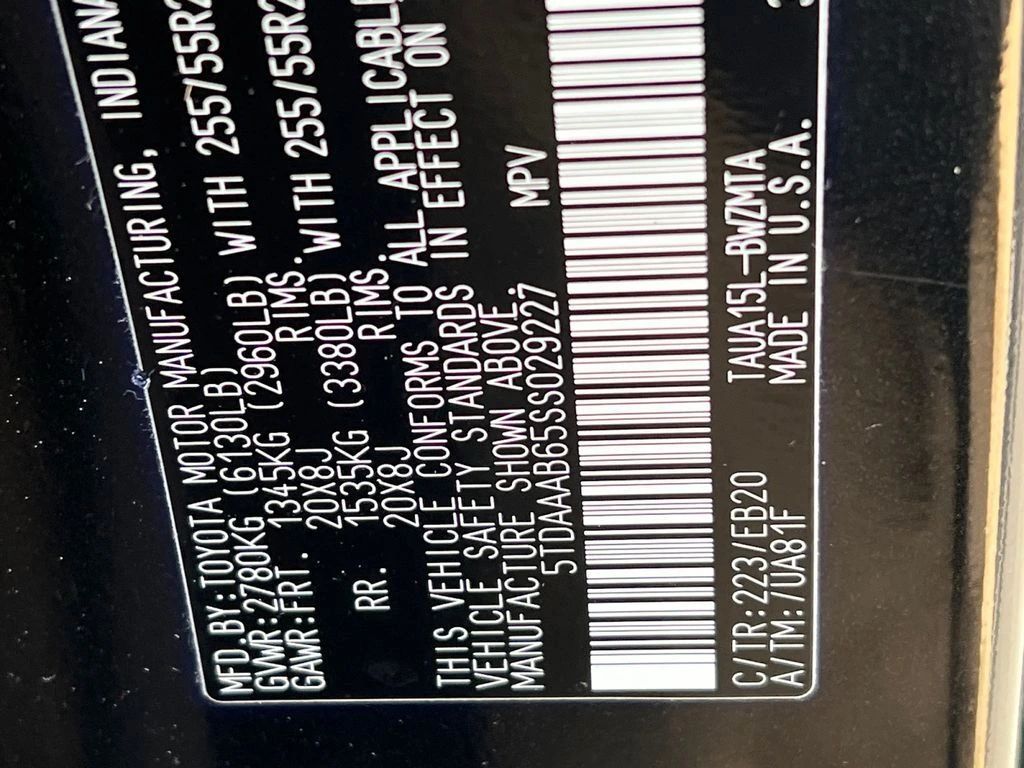 MFD.BY:TOYOTA MOTOR MANUFACTURING, INDIANA
GVWR:2780KG (6130LB)
GAWR:FRT. 1345KG (2960LB) WITH 255/55R2
20X8J RIMS.
RR. 1535KG (3380LB) WITH 255/55R2
20X8J RIMS.
THIS VEHICLE CONFORMS TO ALL APPLICABLE
VEHICLE SAFETY STANDARDS IN EFFECT ON
MANUFACTURE SHOWN ABOVE.
5TDAAAB65SS029227 MPV
C/TR:223/EB20 TAUA15L-BWZMTA
A/TM:/UA81F MADE IN U.S.A.